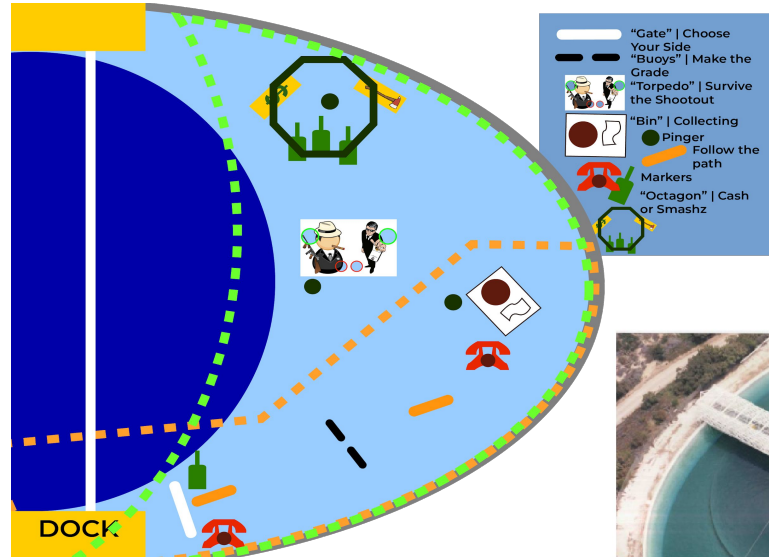 "Gate" | Choose
Your Side
"Buoys" | Make the
Grade
"Torpedo" | Survive
the Shootout
"Bin" | Collecting
Pinger
Follow the
path
Markers
"Octagon" | Cash
or Smashz
DOCK